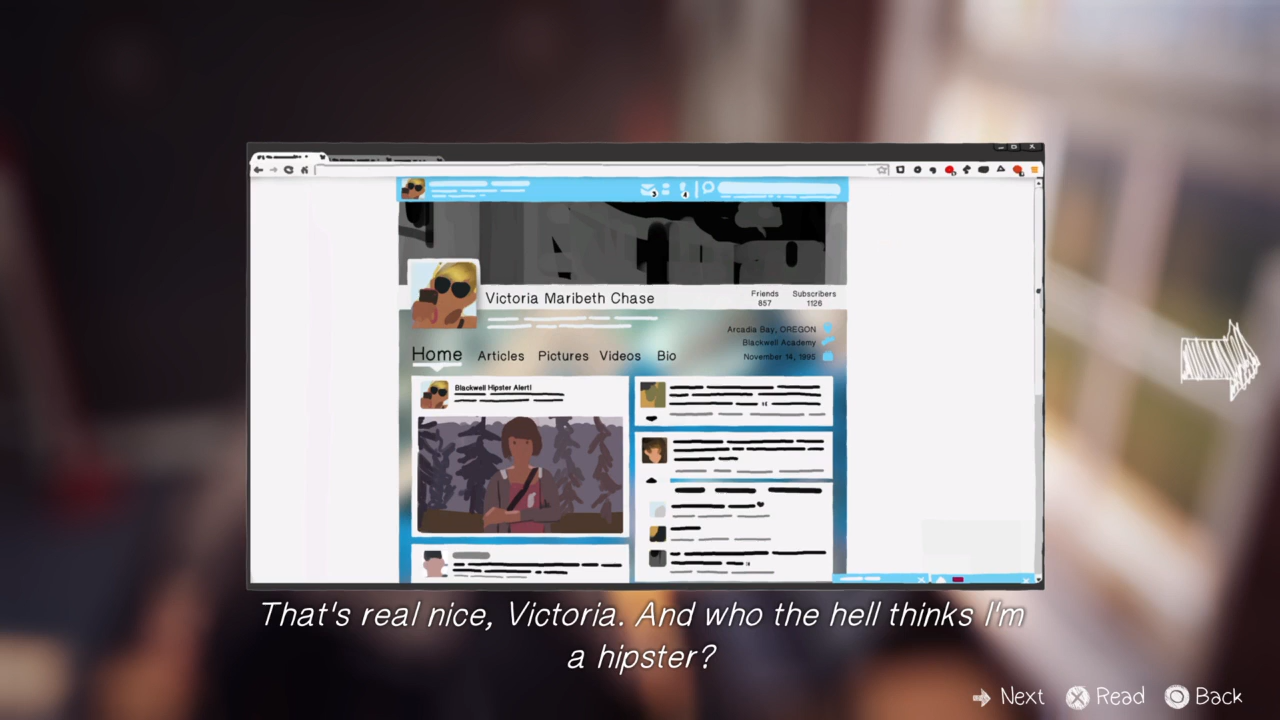 Victoria Maribeth Chase
Friends
857
Subscribers
1126
Arcadia Bay, OREGON
Blackwell Academy
November 14, 1995
Home Articles Pictures Videos Bio
Blackwell Hipster Alert!
That's real nice, Victoria. And who the hell thinks I'm
a hipster?
Next Read Back